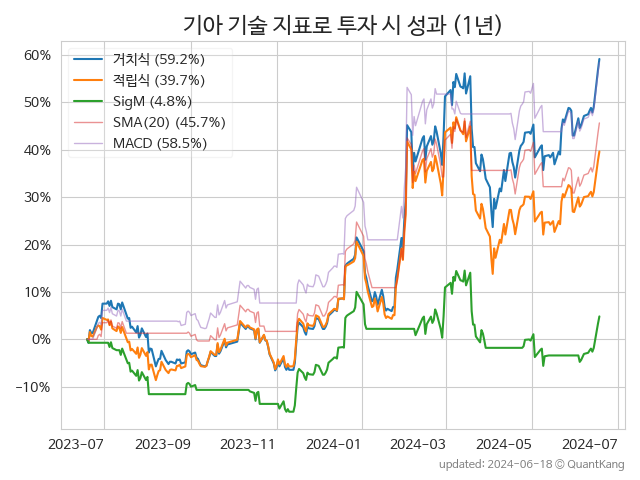 기아 기술 지표로 투자 시 성과 (1년)
60%
50%
40%
30%
20%
10%
0%
−10%
거치식 (59.2%)
적립식 (39.7%)
SigM (4.8%)
SMA(20) (45.7%)
MACD (58.5%)
2023-07 2023-09 2023-11 2024-01 2024-03 2024-05 2024-07
updated: 2024-06-18 @ QuantKang